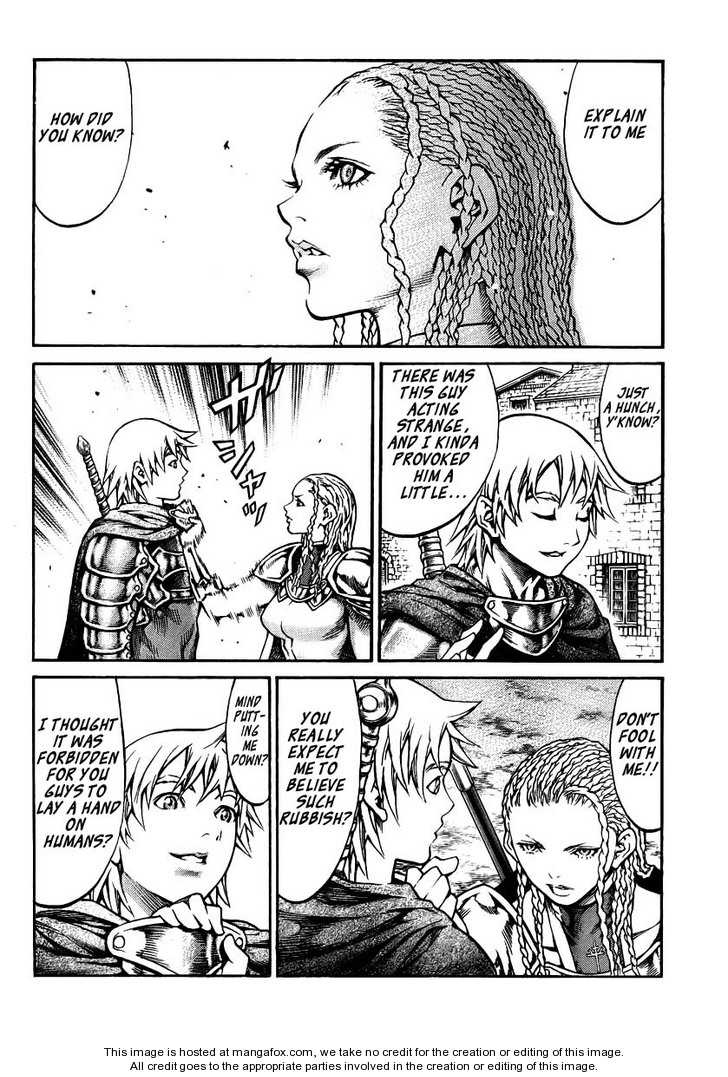 EXPLAIN
IT TO ME
HOW DID
YOU KNOW?
JUST
A HUNCH,
Y'KNOW?
THERE WAS
THIS GUY
ACTING
STRANGE,
AND I KINDA
PROVOKED
HIM A
LITTLE...
DON'T
FOOL
WITH
ME!!
YOU
REALLY
EXPECT
ME TO
BELIEVE
SUCH
RUBBISH?
MIND
PUTT-
ING
ME
DOWN?
I THOUGHT
IT WAS
FORBIDDEN
FOR YOU
GUYS TO
LAY A HAND
ON
HUMANS?
This image is hosted at mangafox.com, we take no credit for the creation or editing of this image.
All credit goes to the appropriate parties involved in the creation or editing of this image.